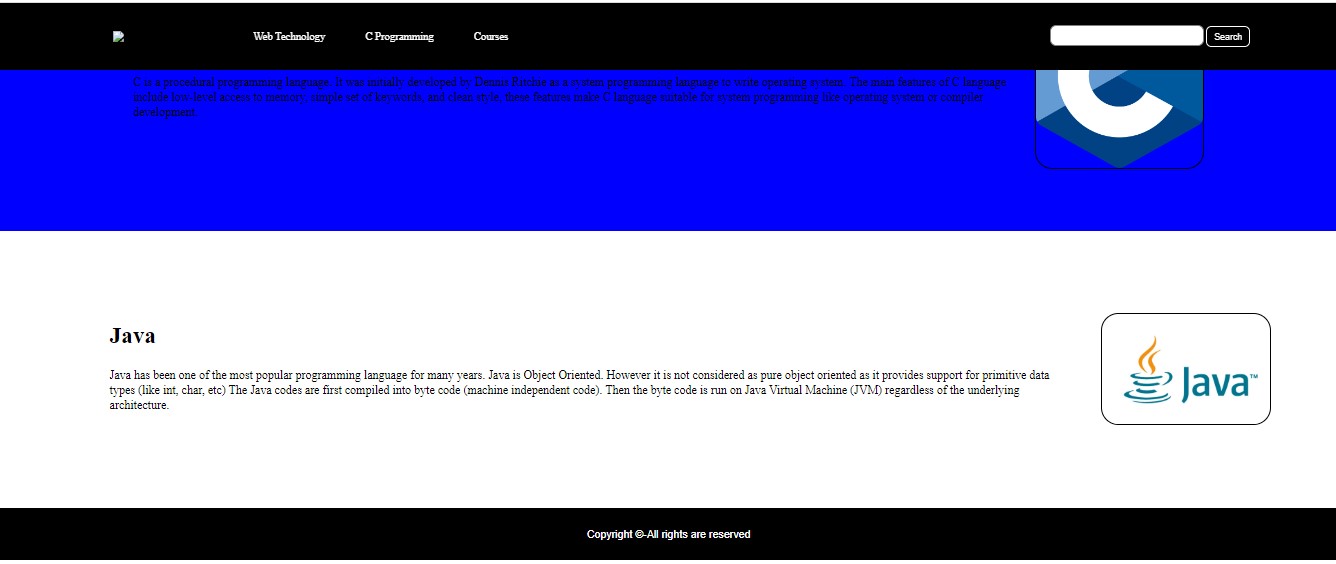 Web Technology C Programming Courses Search
C is a procedural programming language. It was initially developed by Dennis Ritchie as a system programming language to write operating system. The main features of C language
include low-level access to memory, simple set of keywords, and clean style, these features make C language suitable for system programming like operating system or compiler
development.
Java
Java has been one of the most popular programming language for many years. Java is Object Oriented. However it is not considered as pure object oriented as it provides support for primitive data
types (like int, char, etc) The Java codes are first compiled into byte code (machine independent code). Then the byte code is run on Java Virtual Machine (JVM) regardless of the underlying
architecture.
Java™
Copyright ©-All rights are reserved